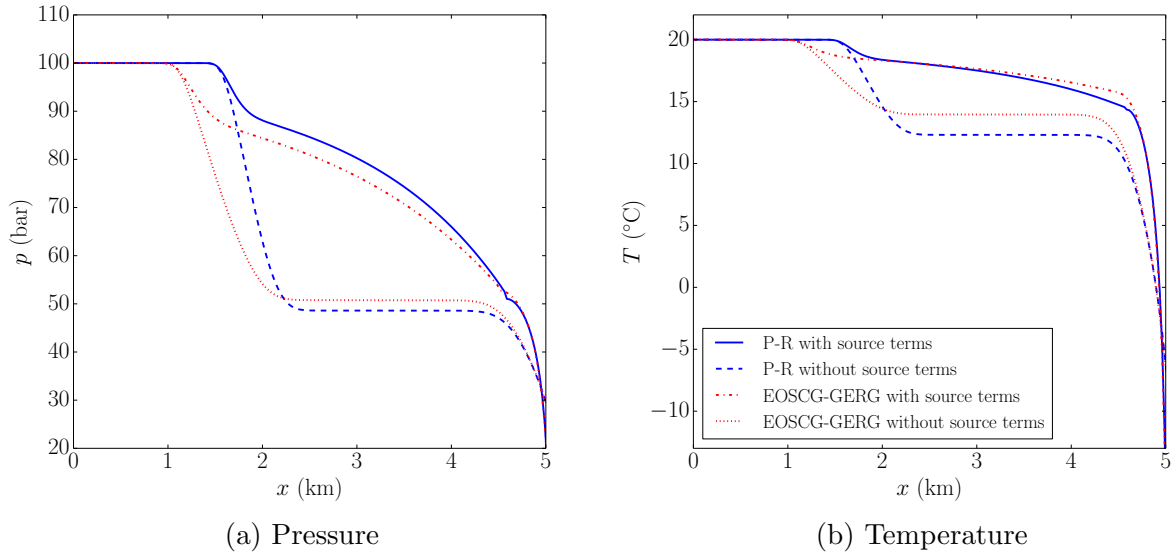 110
100
90
80
70
60
50
40
30
20
p (bar)
0 1 2 3 4 5
x (km)
(a) Pressure
20
15
10
5
0
−5
−10
T (°C)
P-R with source terms
P-R without source terms
EOSCG-GERG with source terms
EOSCG-GERG without source terms
0 1 2 3 4 5
x (km)
(b) Temperature